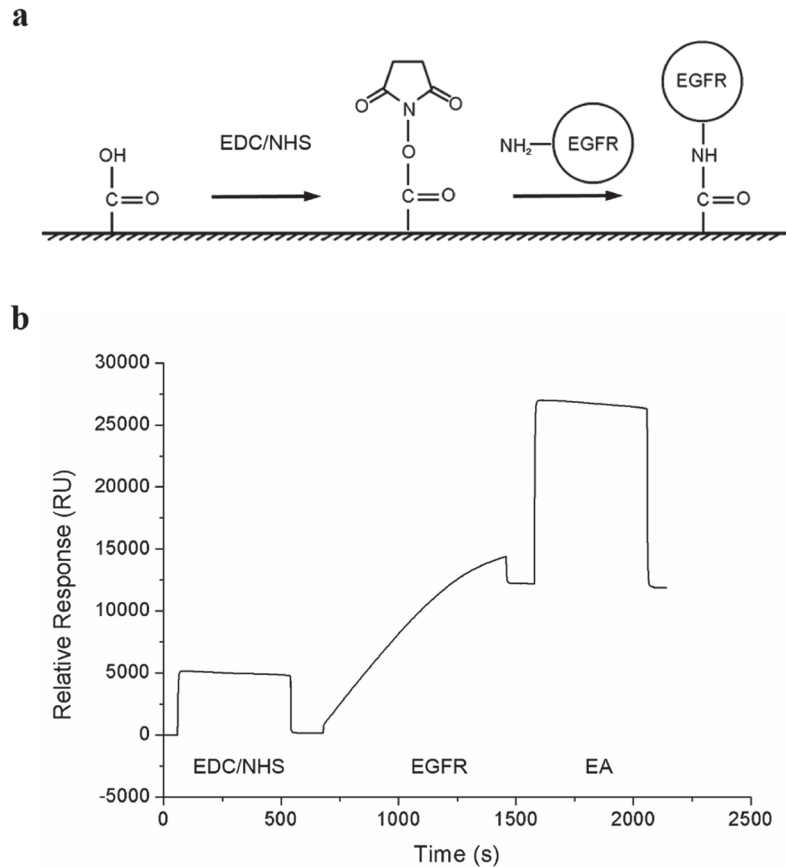 a
OH
C=O
EDC/NHS
O
N
O
O
C=O
NH2
EGFR
EGFR
NH
C=O
b
30000
25000
20000
15000
10000
5000
0
-5000
Relative Response (RU)
EDC/NHS
EGFR
EA
0
500
1000
1500
2000
2500
Time (s)